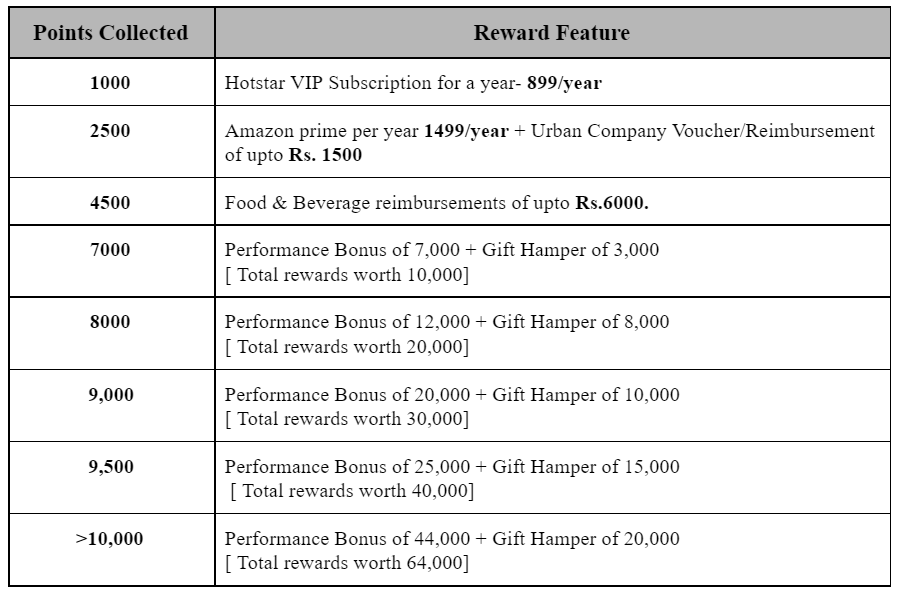 Points Collected
Reward Feature
1000
Hotstar VIP Subscription for a year- 899/year
2500
Amazon prime per year 1499/year + Urban Company Voucher/Reimbursement
of upto Rs. 1500
4500
Food & Beverage reimbursements of upto Rs.6000.
7000
Performance Bonus of 7,000 + Gift Hamper of 3,000
[ Total rewards worth 10,000]
8000
Performance Bonus of 12,000 + Gift Hamper of 8,000
[ Total rewards worth 20,000]
9,000
Performance Bonus of 20,000 + Gift Hamper of 10,000
[ Total rewards worth 30,000]
9,500
Performance Bonus of 25,000 + Gift Hamper of 15,000
[ Total rewards worth 40,000]
>10,000
Performance Bonus of 44,000 + Gift Hamper of 20,000
[ Total rewards worth 64,000]